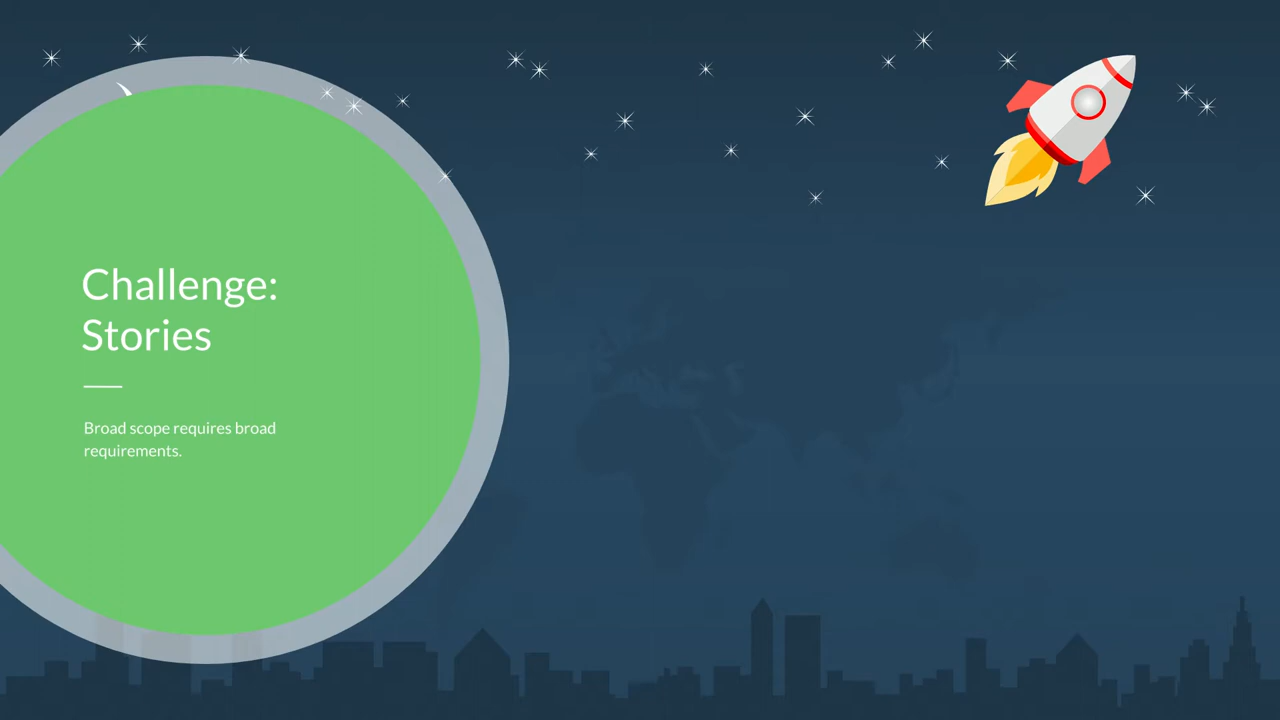 Challenge:
Stories
Broad scope requires broad
requirements.